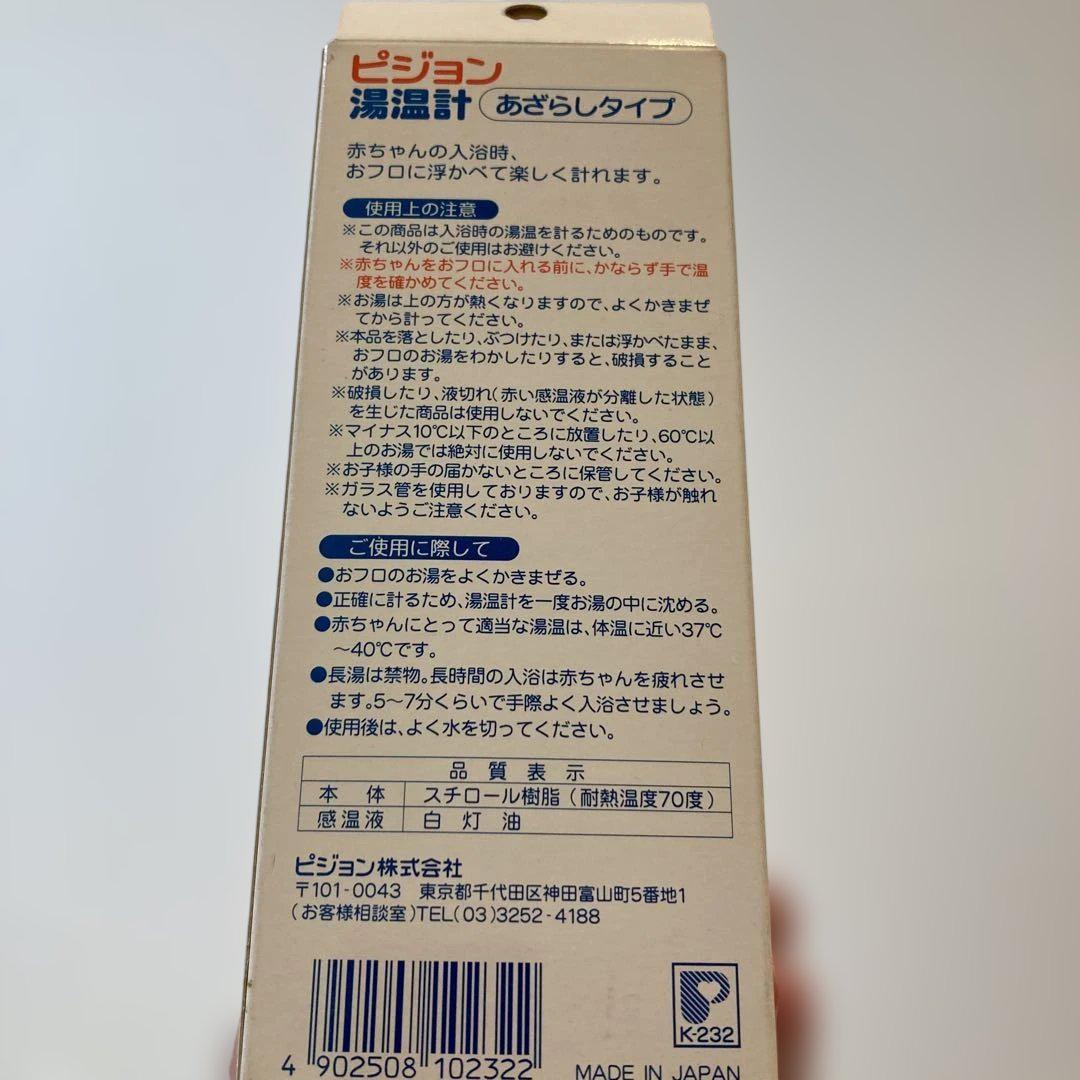 ピジョン
湯温計 あざらしタイプ
赤ちゃんの入浴時、
おフロに浮かべて楽しく計れます。
使用上の注意
※この商品は入浴時の湯温を計るためのものです。
それ以外のご使用はお避けください。
※赤ちゃんをおフロに入れる前に、かならず手で温
度を確かめてください。
※お湯は上の方が熱くなりますので、よくかきまぜ
てから計ってください。
※本品を落としたり、ぶつけたり、または浮かべたまま、
おフロのお湯をわかしたりすると、破損すること
があります。
※破損したり、液切れ(赤い感温液が分離した状態)
を生じた商品は使用しないでください。
※マイナス10℃以下のところに放置したり、60℃以
上のお湯では絶対に使用しないでください。
※お子様の手の届かないところに保管してください。
※ガラス管を使用しておりますので、お子様が触れ
ないようご注意ください。
ご使用に際して
●おフロのお湯をよくかきまぜる。
●正確に計るため、湯温計を一度お湯の中に沈める。
●赤ちゃんにとって適当な湯温は、体温に近い37℃
～40℃です。
●長湯は禁物。長時間の入浴は赤ちゃんを疲れさせ
ます。5～7分くらいで手際よく入浴させましょう。
●使用後は、よく水を切ってください。
品質表示
本体 スチロール樹脂(耐熱温度70度)
感温液 白灯油
ピジョン株式会社
〒101-0043 東京都千代田区神田富山町5番地1
(お客様相談室)TEL(03)3252-4188
K-232
4 902508 102322
MADE IN JAPAN